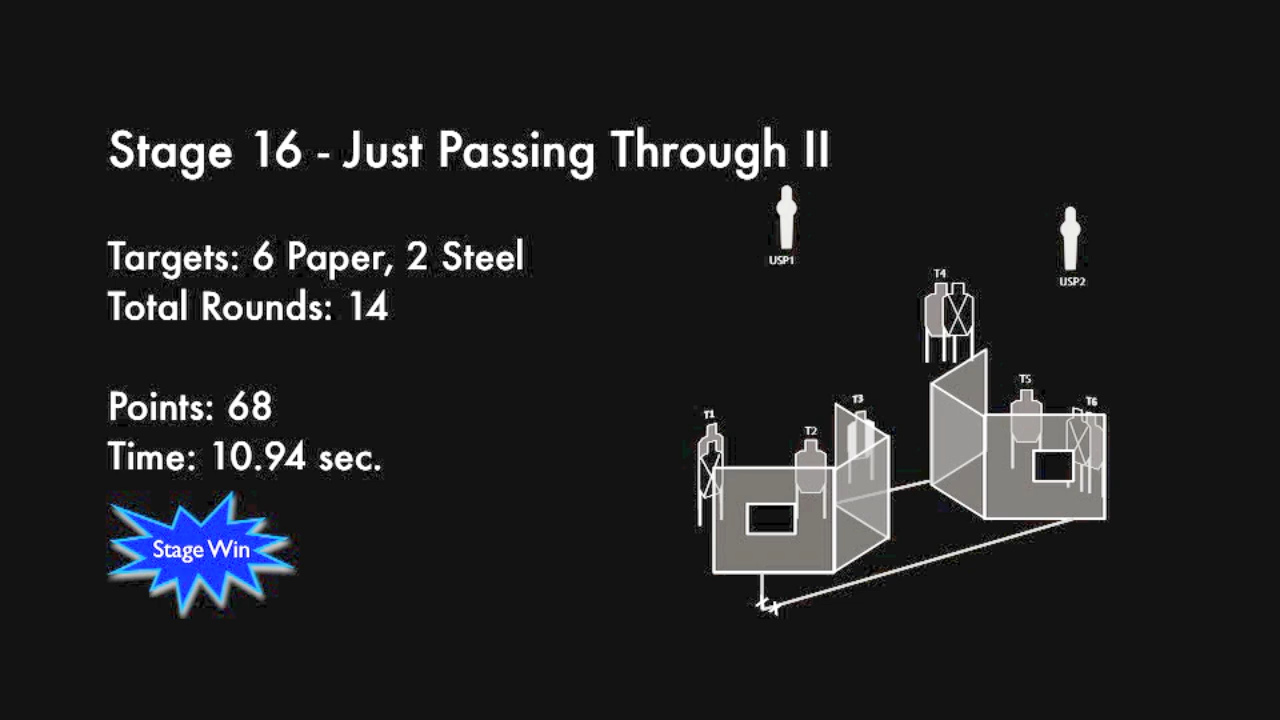 Stage 16 - Just Passing Through II
USP1
USP2
Targets: 6 Paper, 2 Steel
T4
Total Rounds: 14
T5
Points: 68
T1
T2
T3
T6
Time: 10.94 sec.
Stage Win